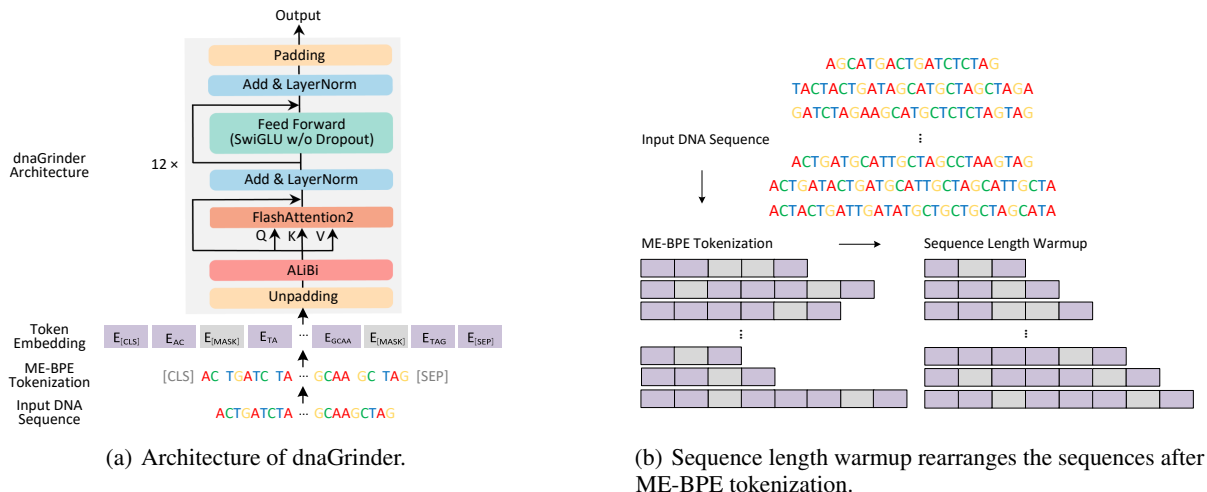 Output
Padding
Add & LayerNorm
Feed Forward
(SwiGLU w/o Dropout)
12 ×
dnaGrinder
Architecture
Add & LayerNorm
FlashAttention2
Q K V
ALiBi
Unpadding
Token
Embedding
E[CLS] EAC E[MASK] ETA ... EGCAA E[MASK] ETAG E[SEP]
ME-BPE
Tokenization
[CLS] AC TGATC TA ... GCAA GC TAG [SEP]
Input DNA
Sequence
ACTGATCTA ... GCAAGCTAG
(a) Architecture of dnaGrinder.
AGCATGACTGATCTCTAG
TACTACTGATAGCATGCTAGCTAGA
GATCTAGAAGCATGCTCTCTAGTAG
Input DNA Sequence
...
ACTGATGCATTGCTAGCCTAAGTAG
ACTGATACTGATGCATTGCTAGCATTGCTA
ACTACTGATTGATATGCTGCTGCTAGCATA
ME-BPE Tokenization
Sequence Length Warmup
...
...
(b) Sequence length warmup rearranges the sequences after
ME-BPE tokenization.